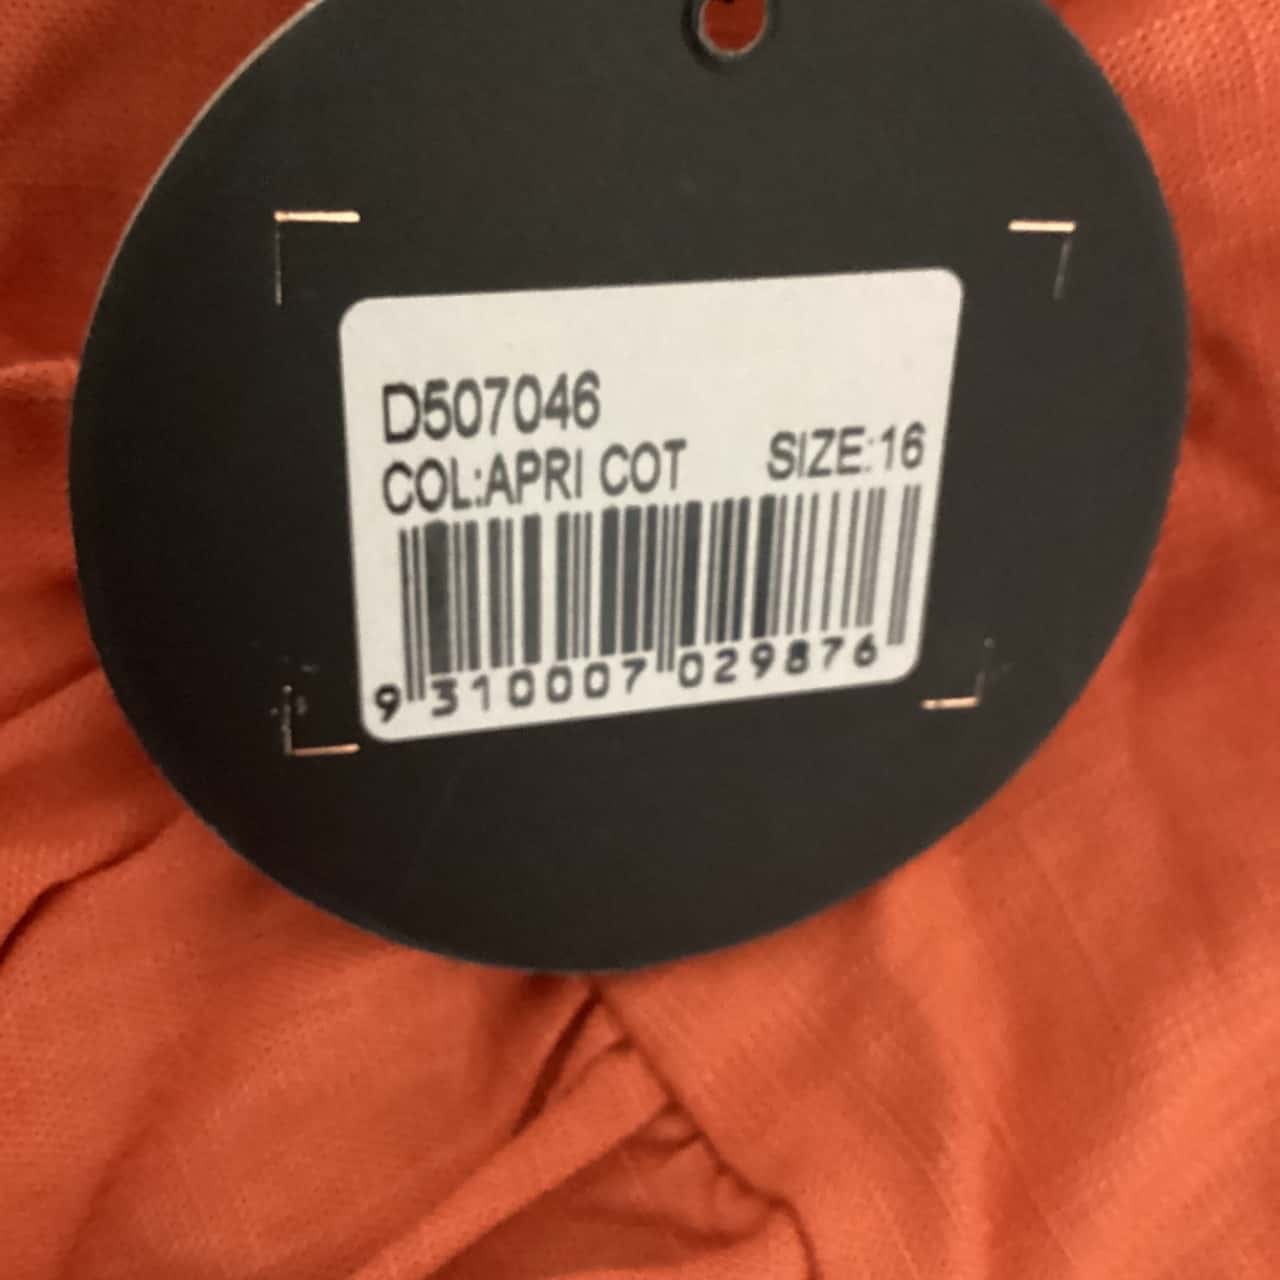 D507046
COL:APRI COT SIZE:16
9 310007 029876